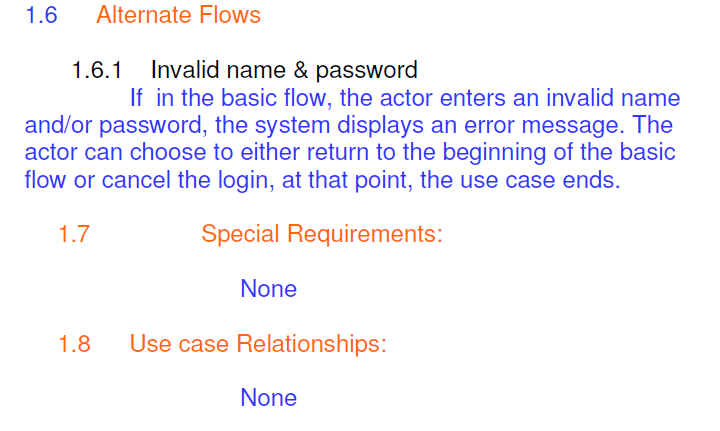 1.6 Alternate Flows
1.6.1 Invalid name & password
If in the basic flow, the actor enters an invalid name
and/or password, the system displays an error message. The
actor can choose to either return to the beginning of the basic
flow or cancel the login, at that point, the use case ends.
1.7 Special Requirements:
None
1.8 Use case Relationships:
None